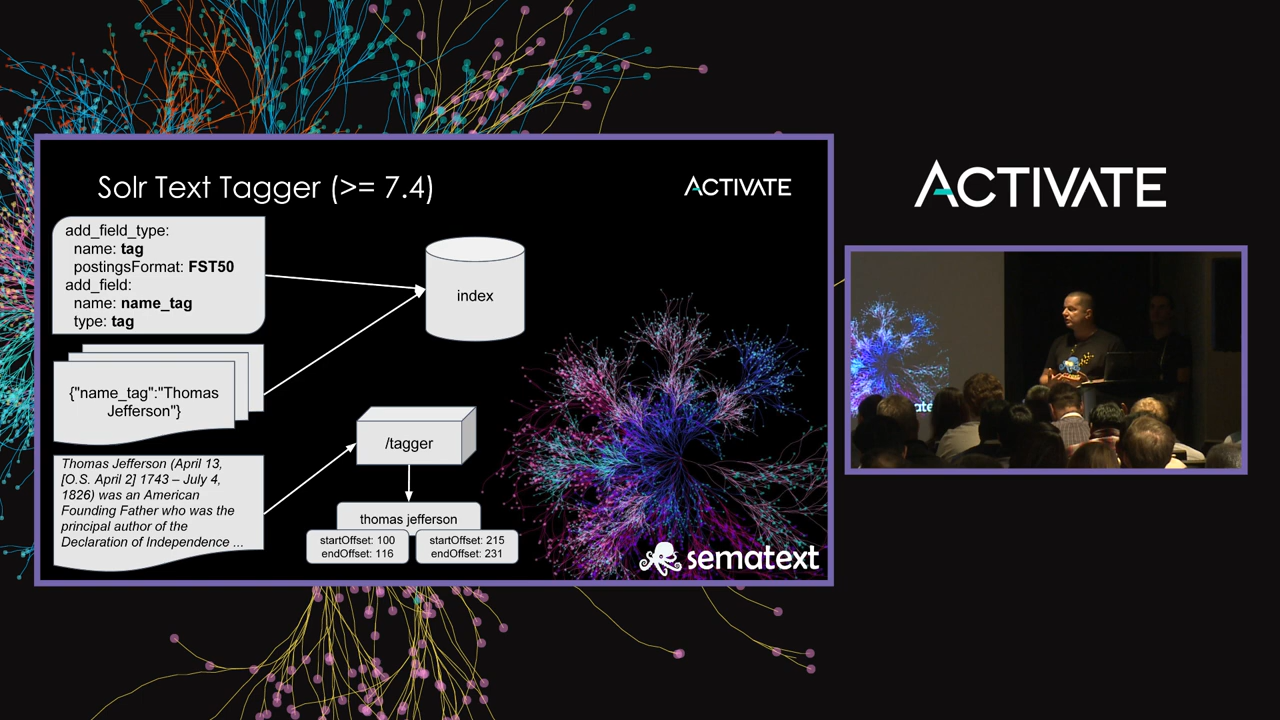 Solr Text Tagger (>= 7.4)
ACTIVATE
add_field_type:
name: tag
postingsFormat: FST50
add_field:
name: name_tag
type: tag
index
{"name_tag":"Thomas
Jefferson"}
/tagger
Thomas Jefferson (April 13,
[O.S. April 2] 1743 – July 4,
1826) was an American
Founding Father who was the
principal author of the
Declaration of Independence ...
thomas jefferson
startOffset: 100
endOffset: 116
startOffset: 215
endOffset: 231
sematext
ACTIVATE